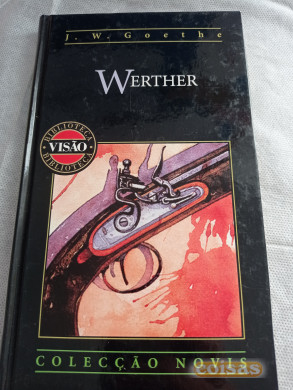 J. W. Goethe
WERTHER
BIBLIOTECA
VISÃO
BIBLIOTECA
COLECÇÃO NOVIS
coisas